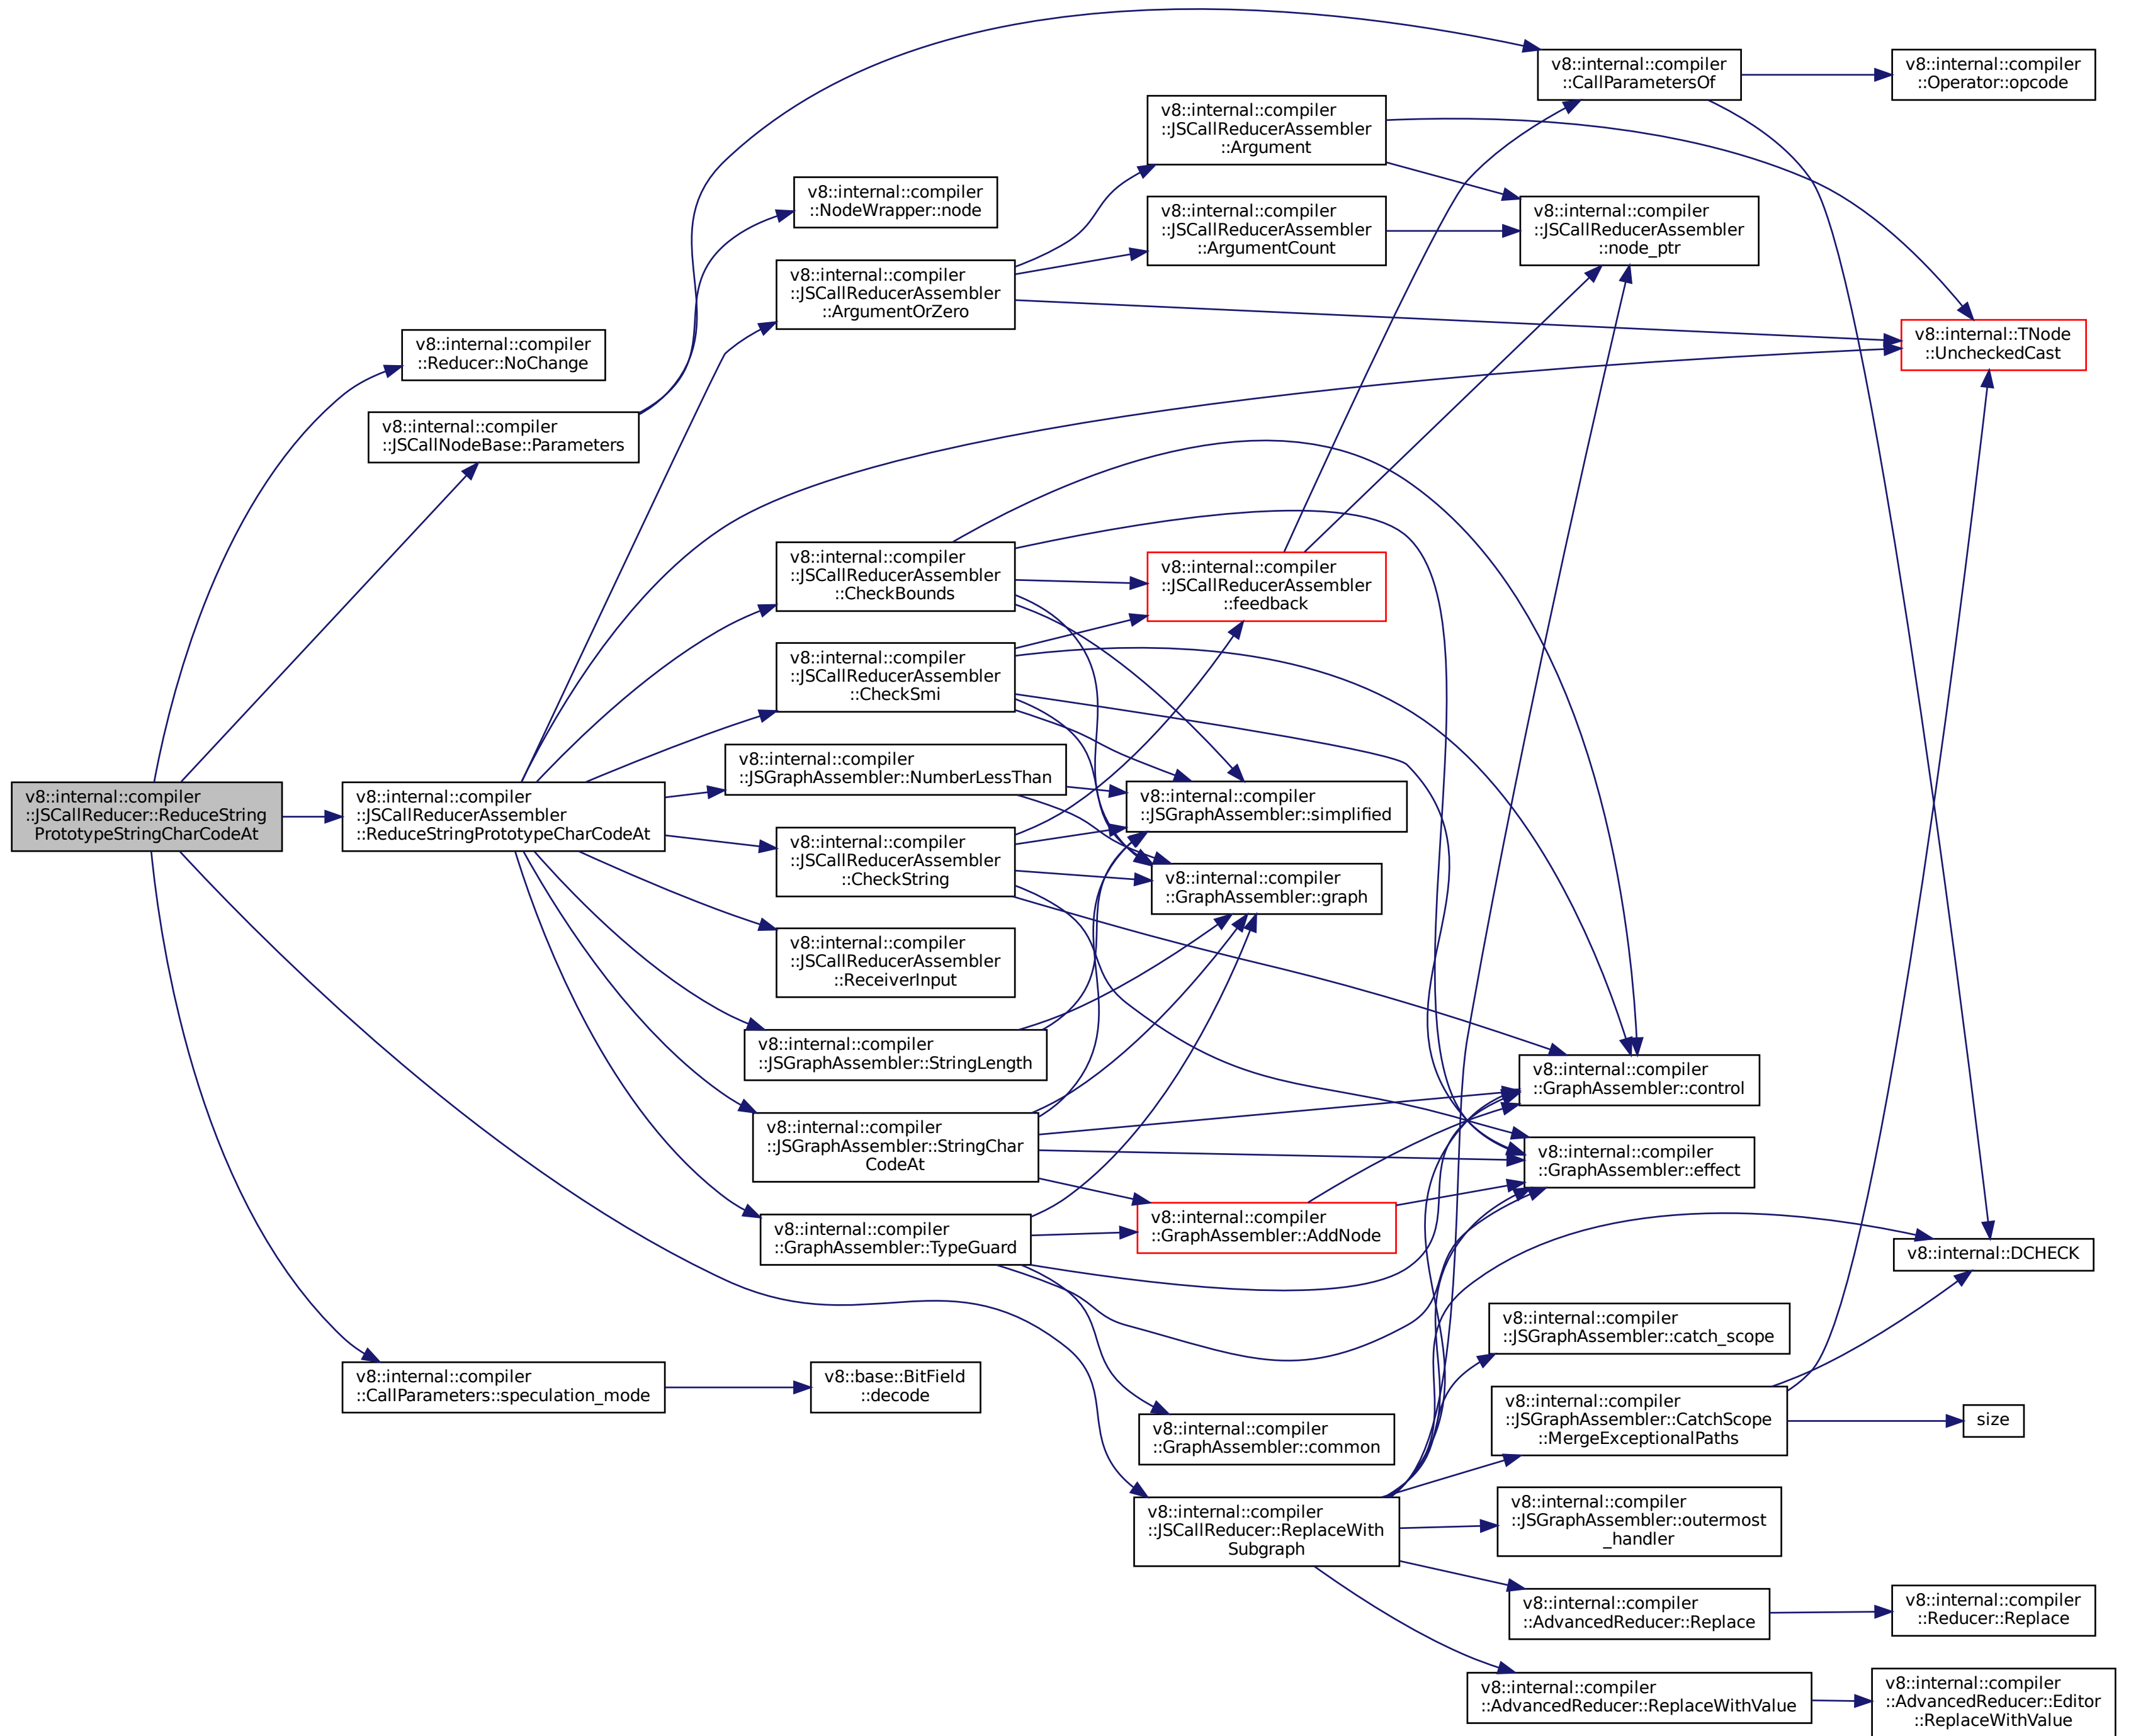 v8::internal::compiler
::JSCallReducer::ReduceString
PrototypeStringCharCodeAt
v8::internal::compiler
::Reducer::NoChange
v8::internal::compiler
::JSCallNodeBase::Parameters
v8::internal::compiler
::JSCallReducerAssembler
::ReduceStringPrototypeCharCodeAt
v8::internal::compiler
::CallParameters::speculation_mode
v8::internal::compiler
::NodeWrapper::node
v8::internal::compiler
::JSCallReducerAssembler
::ArgumentOrZero
v8::internal::compiler
::JSCallReducerAssembler
::CheckBounds
v8::internal::compiler
::JSCallReducerAssembler
::CheckSmi
v8::internal::compiler
::JSGraphAssembler::NumberLessThan
v8::internal::compiler
::JSCallReducerAssembler
::CheckString
v8::internal::compiler
::JSCallReducerAssembler
::ReceiverInput
v8::internal::compiler
::JSGraphAssembler::StringLength
v8::internal::compiler
::JSGraphAssembler::StringChar
CodeAt
v8::internal::compiler
::GraphAssembler::TypeGuard
v8::base::BitField
::decode
v8::internal::compiler
::JSCallReducerAssembler
::Argument
v8::internal::compiler
::JSCallReducerAssembler
::ArgumentCount
v8::internal::compiler
::JSCallReducerAssembler
::feedback
v8::internal::compiler
::JSGraphAssembler::simplified
v8::internal::compiler
::GraphAssembler::graph
v8::internal::compiler
::GraphAssembler::AddNode
v8::internal::compiler
::GraphAssembler::common
v8::internal::compiler
::JSCallReducer::ReplaceWith
Subgraph
v8::internal::compiler
::CallParametersOf
v8::internal::compiler
::JSCallReducerAssembler
::node_ptr
v8::internal::compiler
::GraphAssembler::control
v8::internal::compiler
::GraphAssembler::effect
v8::internal::compiler
::JSGraphAssembler::catch_scope
v8::internal::compiler
::JSGraphAssembler::CatchScope
::MergeExceptionalPaths
v8::internal::compiler
::JSGraphAssembler::outermost
_handler
v8::internal::compiler
::AdvancedReducer::Replace
v8::internal::compiler
::AdvancedReducer::ReplaceWithValue
v8::internal::compiler
::Operator::opcode
v8::internal::TNode
::UncheckedCast
v8::internal::DCHECK
size
v8::internal::compiler
::Reducer::Replace
v8::internal::compiler
::AdvancedReducer::Editor
::ReplaceWithValue